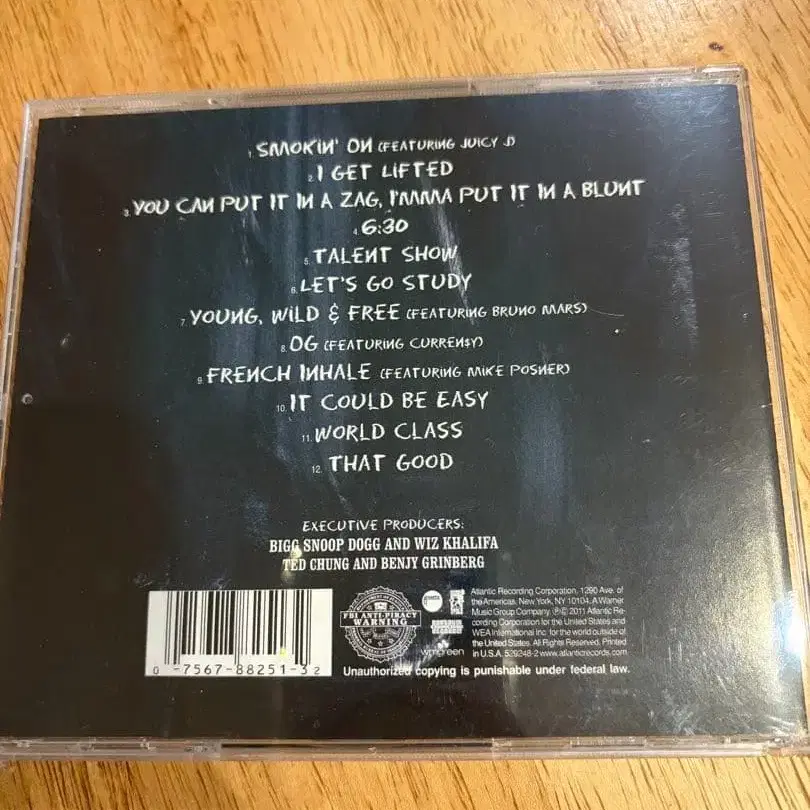 1. SMOKIN' ON (FEATURING JUICY J)
2. I GET LIFTED
3. YOU CAN PUT IT IN A ZAG, I'MMA PUT IT IN A BLUNT
4. 6:30
5. TALENT SHOW
6. LET'S GO STUDY
7. YOUNG, WILD & FREE (FEATURING BRUNO MARS)
8. OG (FEATURING CURREN$Y)
9. FRENCH INHALE (FEATURING MIKE POSNER)
10. IT COULD BE EASY
11. WORLD CLASS
12. THAT GOOD
EXECUTIVE PRODUCERS:
BIGG SNOOP DOGG AND WIZ KHALIFA
TED CHUNG AND BENJY GRINBERG
0 -7567-88251-3 2
FBI ANTI-PIRACY
WARNING
wmgreen
Atlantic Recording Corporation, 1290 Ave. of
the Americas, New York, NY 10104. A Warner
Music Group Company. ℗© 2011 Atlantic Re-
cording Corporation for the United States and
WEA International Inc. for the world outside of
the United States. All Rights Reserved. Printed
in U.S.A. 529248-2 www.atlanticrecords.com
Unauthorized copying is punishable under federal law.